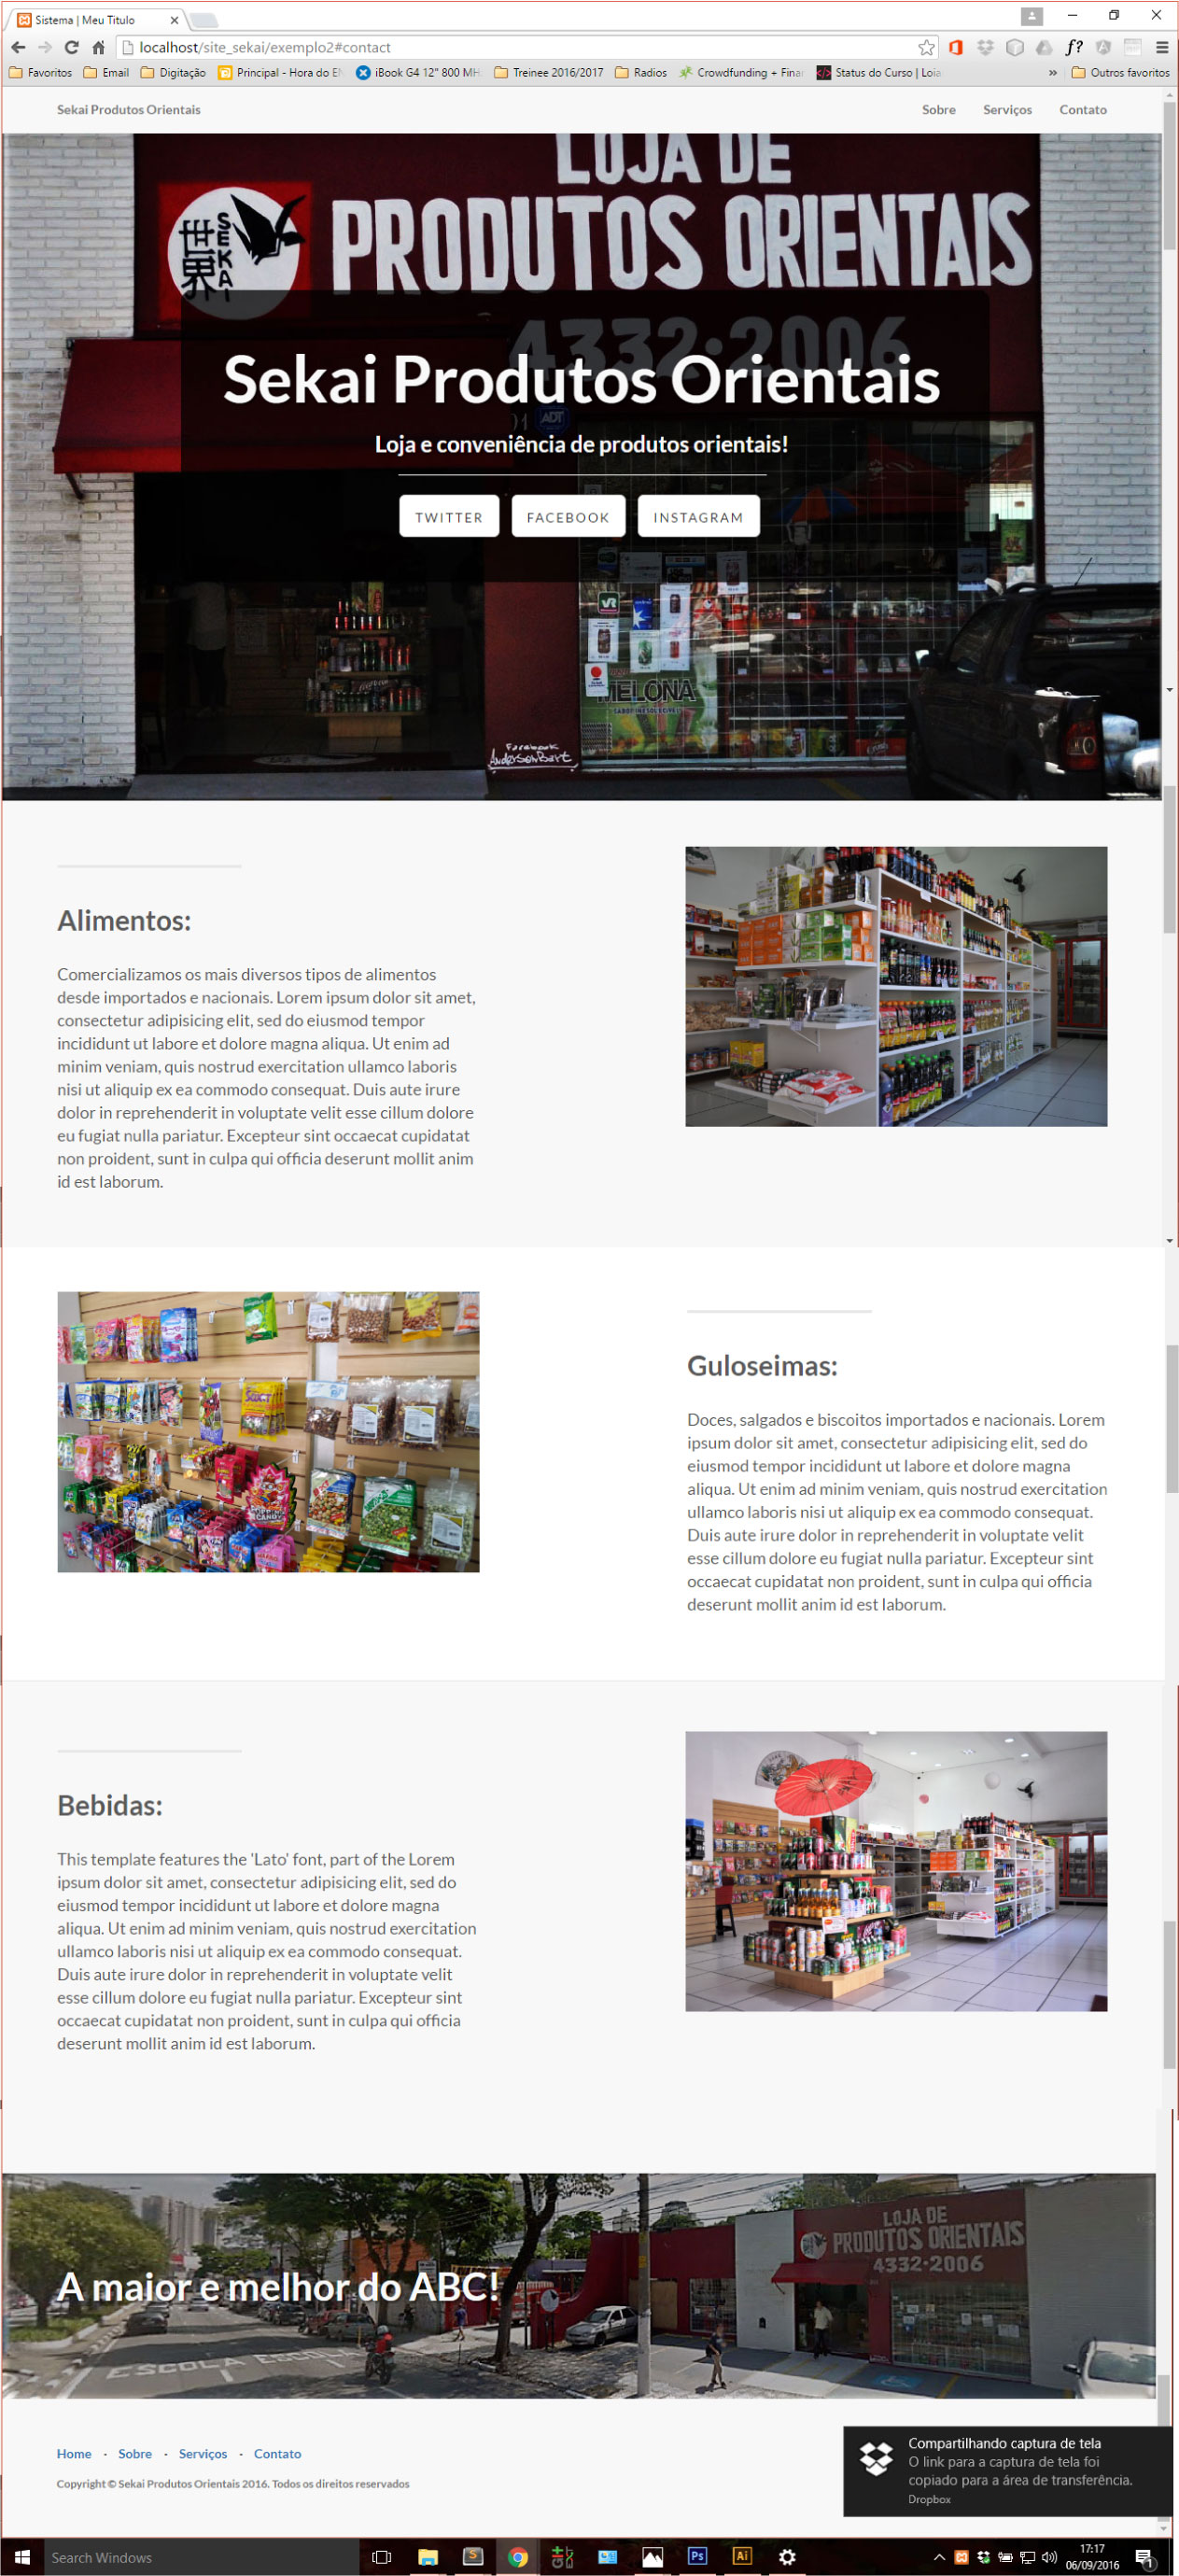 Sistema | Meu Titulo
localhost/site_sekai/exemplo2#contact
Favoritos Email Digitação Principal - Hora do EN iBook G4 12" 800 MH Treinee 2016/2017 Radios Crowdfunding + Finan Status do Curso | Loia » Outros favoritos
Sekai Produtos Orientais Sobre Serviços Contato
LOJA DE
PRODUTOS ORIENTAIS
世界
SEKAI
4332-2006
Sekai Produtos Orientais
ADT
Loja e conveniência de produtos orientais!
TWITTER FACEBOOK INSTAGRAM
VR
MELONA
Facebook
AndersonBart
Alimentos:
Comercializamos os mais diversos tipos de alimentos
desde importados e nacionais. Lorem ipsum dolor sit amet,
consectetur adipisicing elit, sed do eiusmod tempor
incididunt ut labore et dolore magna aliqua. Ut enim ad
minim veniam, quis nostrud exercitation ullamco laboris
nisi ut aliquip ex ea commodo consequat. Duis aute irure
dolor in reprehenderit in voluptate velit esse cillum dolore
eu fugiat nulla pariatur. Excepteur sint occaecat cupidatat
non proident, sunt in culpa qui officia deserunt mollit anim
id est laborum.
Guloseimas:
Doces, salgados e biscoitos importados e nacionais. Lorem
ipsum dolor sit amet, consectetur adipisicing elit, sed do
eiusmod tempor incididunt ut labore et dolore magna
aliqua. Ut enim ad minim veniam, quis nostrud exercitation
ullamco laboris nisi ut aliquip ex ea commodo consequat.
Duis aute irure dolor in reprehenderit in voluptate velit
esse cillum dolore eu fugiat nulla pariatur. Excepteur sint
occaecat cupidatat non proident, sunt in culpa qui officia
deserunt mollit anim id est laborum.
Bebidas:
This template features the 'Lato' font, part of the Lorem
ipsum dolor sit amet, consectetur adipisicing elit, sed do
eiusmod tempor incididunt ut labore et dolore magna
aliqua. Ut enim ad minim veniam, quis nostrud exercitation
ullamco laboris nisi ut aliquip ex ea commodo consequat.
Duis aute irure dolor in reprehenderit in voluptate velit
esse cillum dolore eu fugiat nulla pariatur. Excepteur sint
occaecat cupidatat non proident, sunt in culpa qui officia
deserunt mollit anim id est laborum.
LOJA DE
PRODUTOS ORIENTAIS
4332-2006
A maior e melhor do ABC!
ESCOLA ESCOLA
Home · Sobre · Serviços · Contato
Copyright © Sekai Produtos Orientais 2016. Todos os direitos reservados
Compartilhando captura de tela
O link para a captura de tela foi
copiado para a área de transferência.
Dropbox
Search Windows
Ps
Ai
17:17
06/09/2016
1